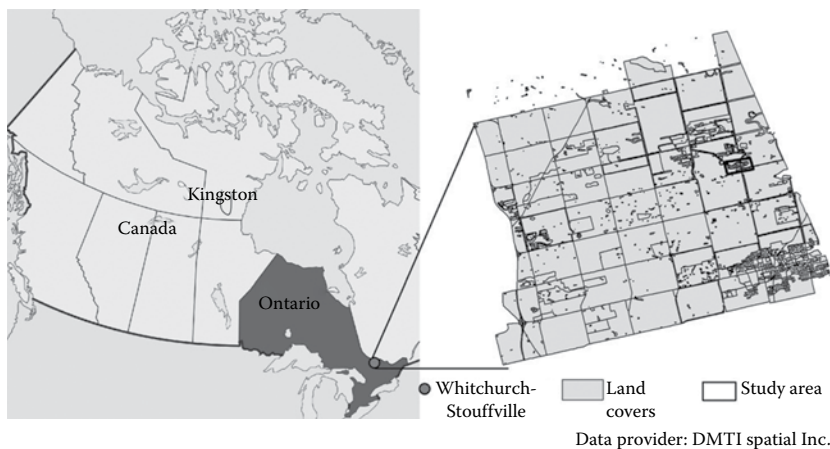 Kingston
Canada
Ontario
Whitchurch-
Stouffville
Land
covers
Study area
Data provider: DMTI spatial Inc.